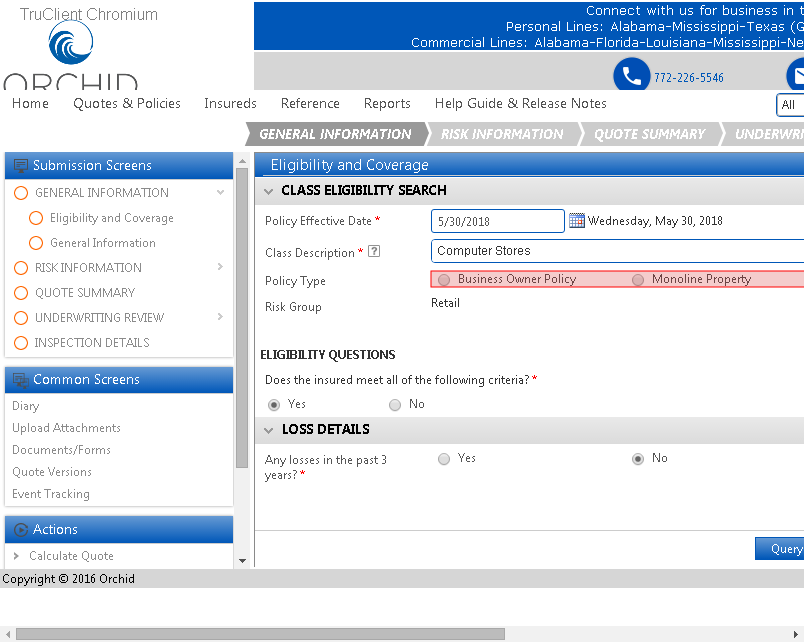 TruClient Chromium
Connect with us for business in t
Personal Lines: Alabama-Mississippi-Texas (G
Commercial Lines: Alabama-Florida-Louisiana-Mississippi-Ne
ORCHID
772-226-5546
Home Quotes & Policies Insureds Reference Reports Help Guide & Release Notes All
GENERAL INFORMATION RISK INFORMATION QUOTE SUMMARY UNDERWRI
Submission Screens
GENERAL INFORMATION
Eligibility and Coverage
General Information
RISK INFORMATION
QUOTE SUMMARY
UNDERWRITING REVIEW
INSPECTION DETAILS
Common Screens
Diary
Upload Attachments
Documents/Forms
Quote Versions
Event Tracking
Actions
Calculate Quote
Eligibility and Coverage
CLASS ELIGIBILITY SEARCH
Policy Effective Date * 5/30/2018 Wednesday, May 30, 2018
Class Description * ? Computer Stores
Policy Type Business Owner Policy Monoline Property
Risk Group Retail
ELIGIBILITY QUESTIONS
Does the insured meet all of the following criteria? *
Yes No
LOSS DETAILS
Any losses in the past 3 Yes No
years? *
Query
Copyright © 2016 Orchid